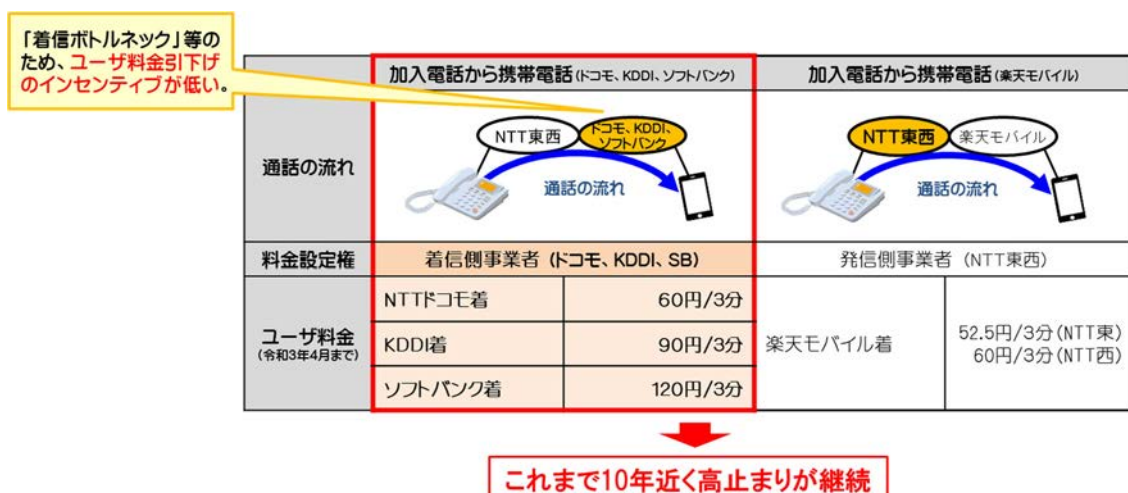 「着信ボトルネック」等の
ため、ユーザ料金引下げ
のインセンティブが低い。
加入電話から携帯電話(ドコモ、KDDI、ソフトバンク)
加入電話から携帯電話(楽天モバイル)
通話の流れ
NTT東西
ドコモ、KDDI、
ソフトバンク
通話の流れ
NTT東西
楽天モバイル
通話の流れ
料金設定権
着信側事業者 (ドコモ、KDDI、SB)
発信側事業者 (NTT東西)
ユーザ料金
(令和3年4月まで)
NTTドコモ着
60円/3分
KDDI着
90円/3分
ソフトバンク着
120円/3分
楽天モバイル着
52.5円/3分(NTT東)
60円/3分(NTT西)
これまで10年近く高止まりが継続